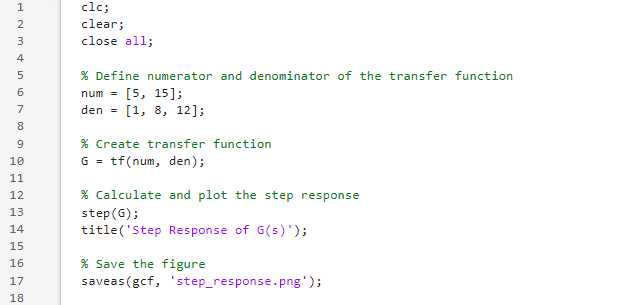 1 clc;
2 clear;
3 close all;
4
5 % Define numerator and denominator of the transfer function
6 num = [5, 15];
7 den = [1, 8, 12];
8
9 % Create transfer function
10 G = tf(num, den);
11
12 % Calculate and plot the step response
13 step(G);
14 title('Step Response of G(s)');
15
16 % Save the figure
17 saveas(gcf, 'step_response.png');
18